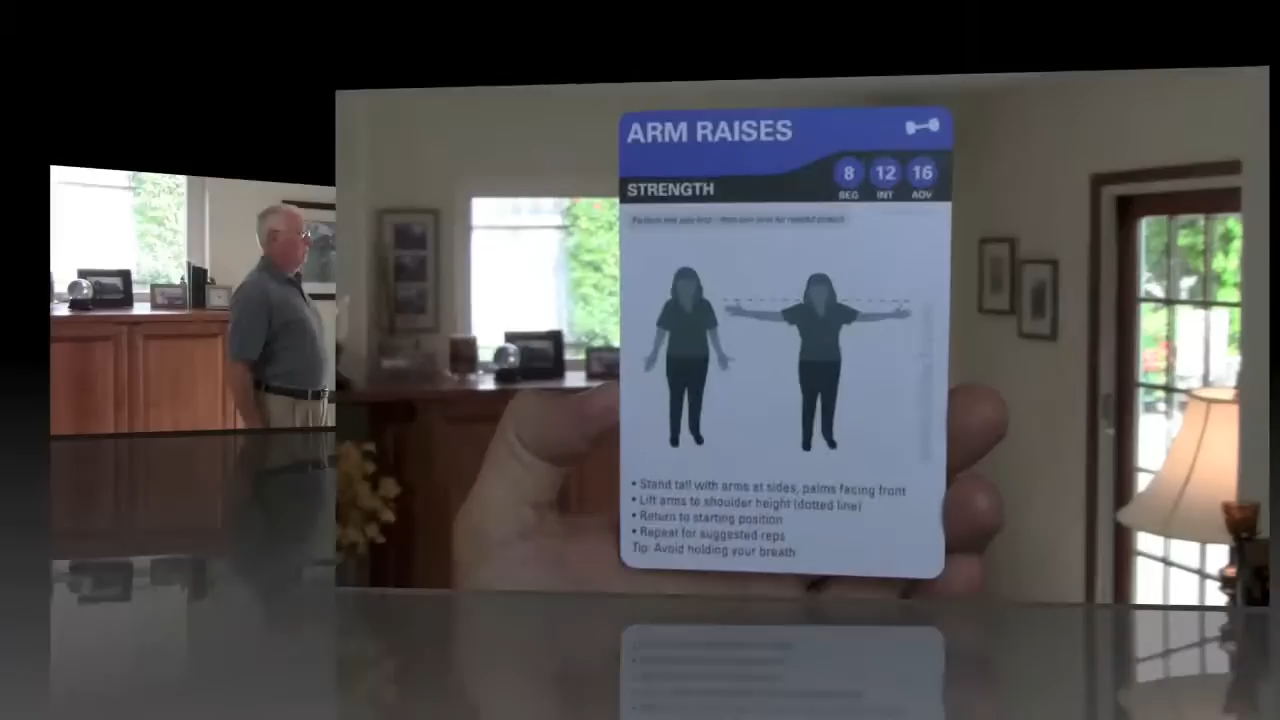 ARM RAISES
8 12 16
STRENGTH
BEG INT ADV
• Stand tall with arms at sides, palms facing front
• Lift arms to shoulder height (dotted line)
• Return to starting position
• Repeat for suggested reps
Tip: Avoid holding your breath